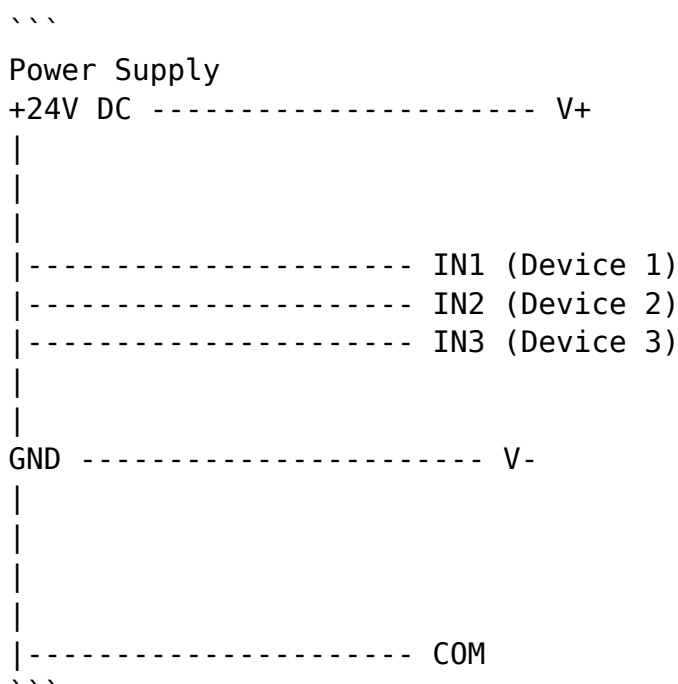 ```
Power Supply
+24V DC ---------------------- V+
|
|
|
|---------------------- IN1 (Device 1)
|---------------------- IN2 (Device 2)
|---------------------- IN3 (Device 3)
|
|
GND ----------------------- V-
|
|
|
|
|---------------------- COM
```